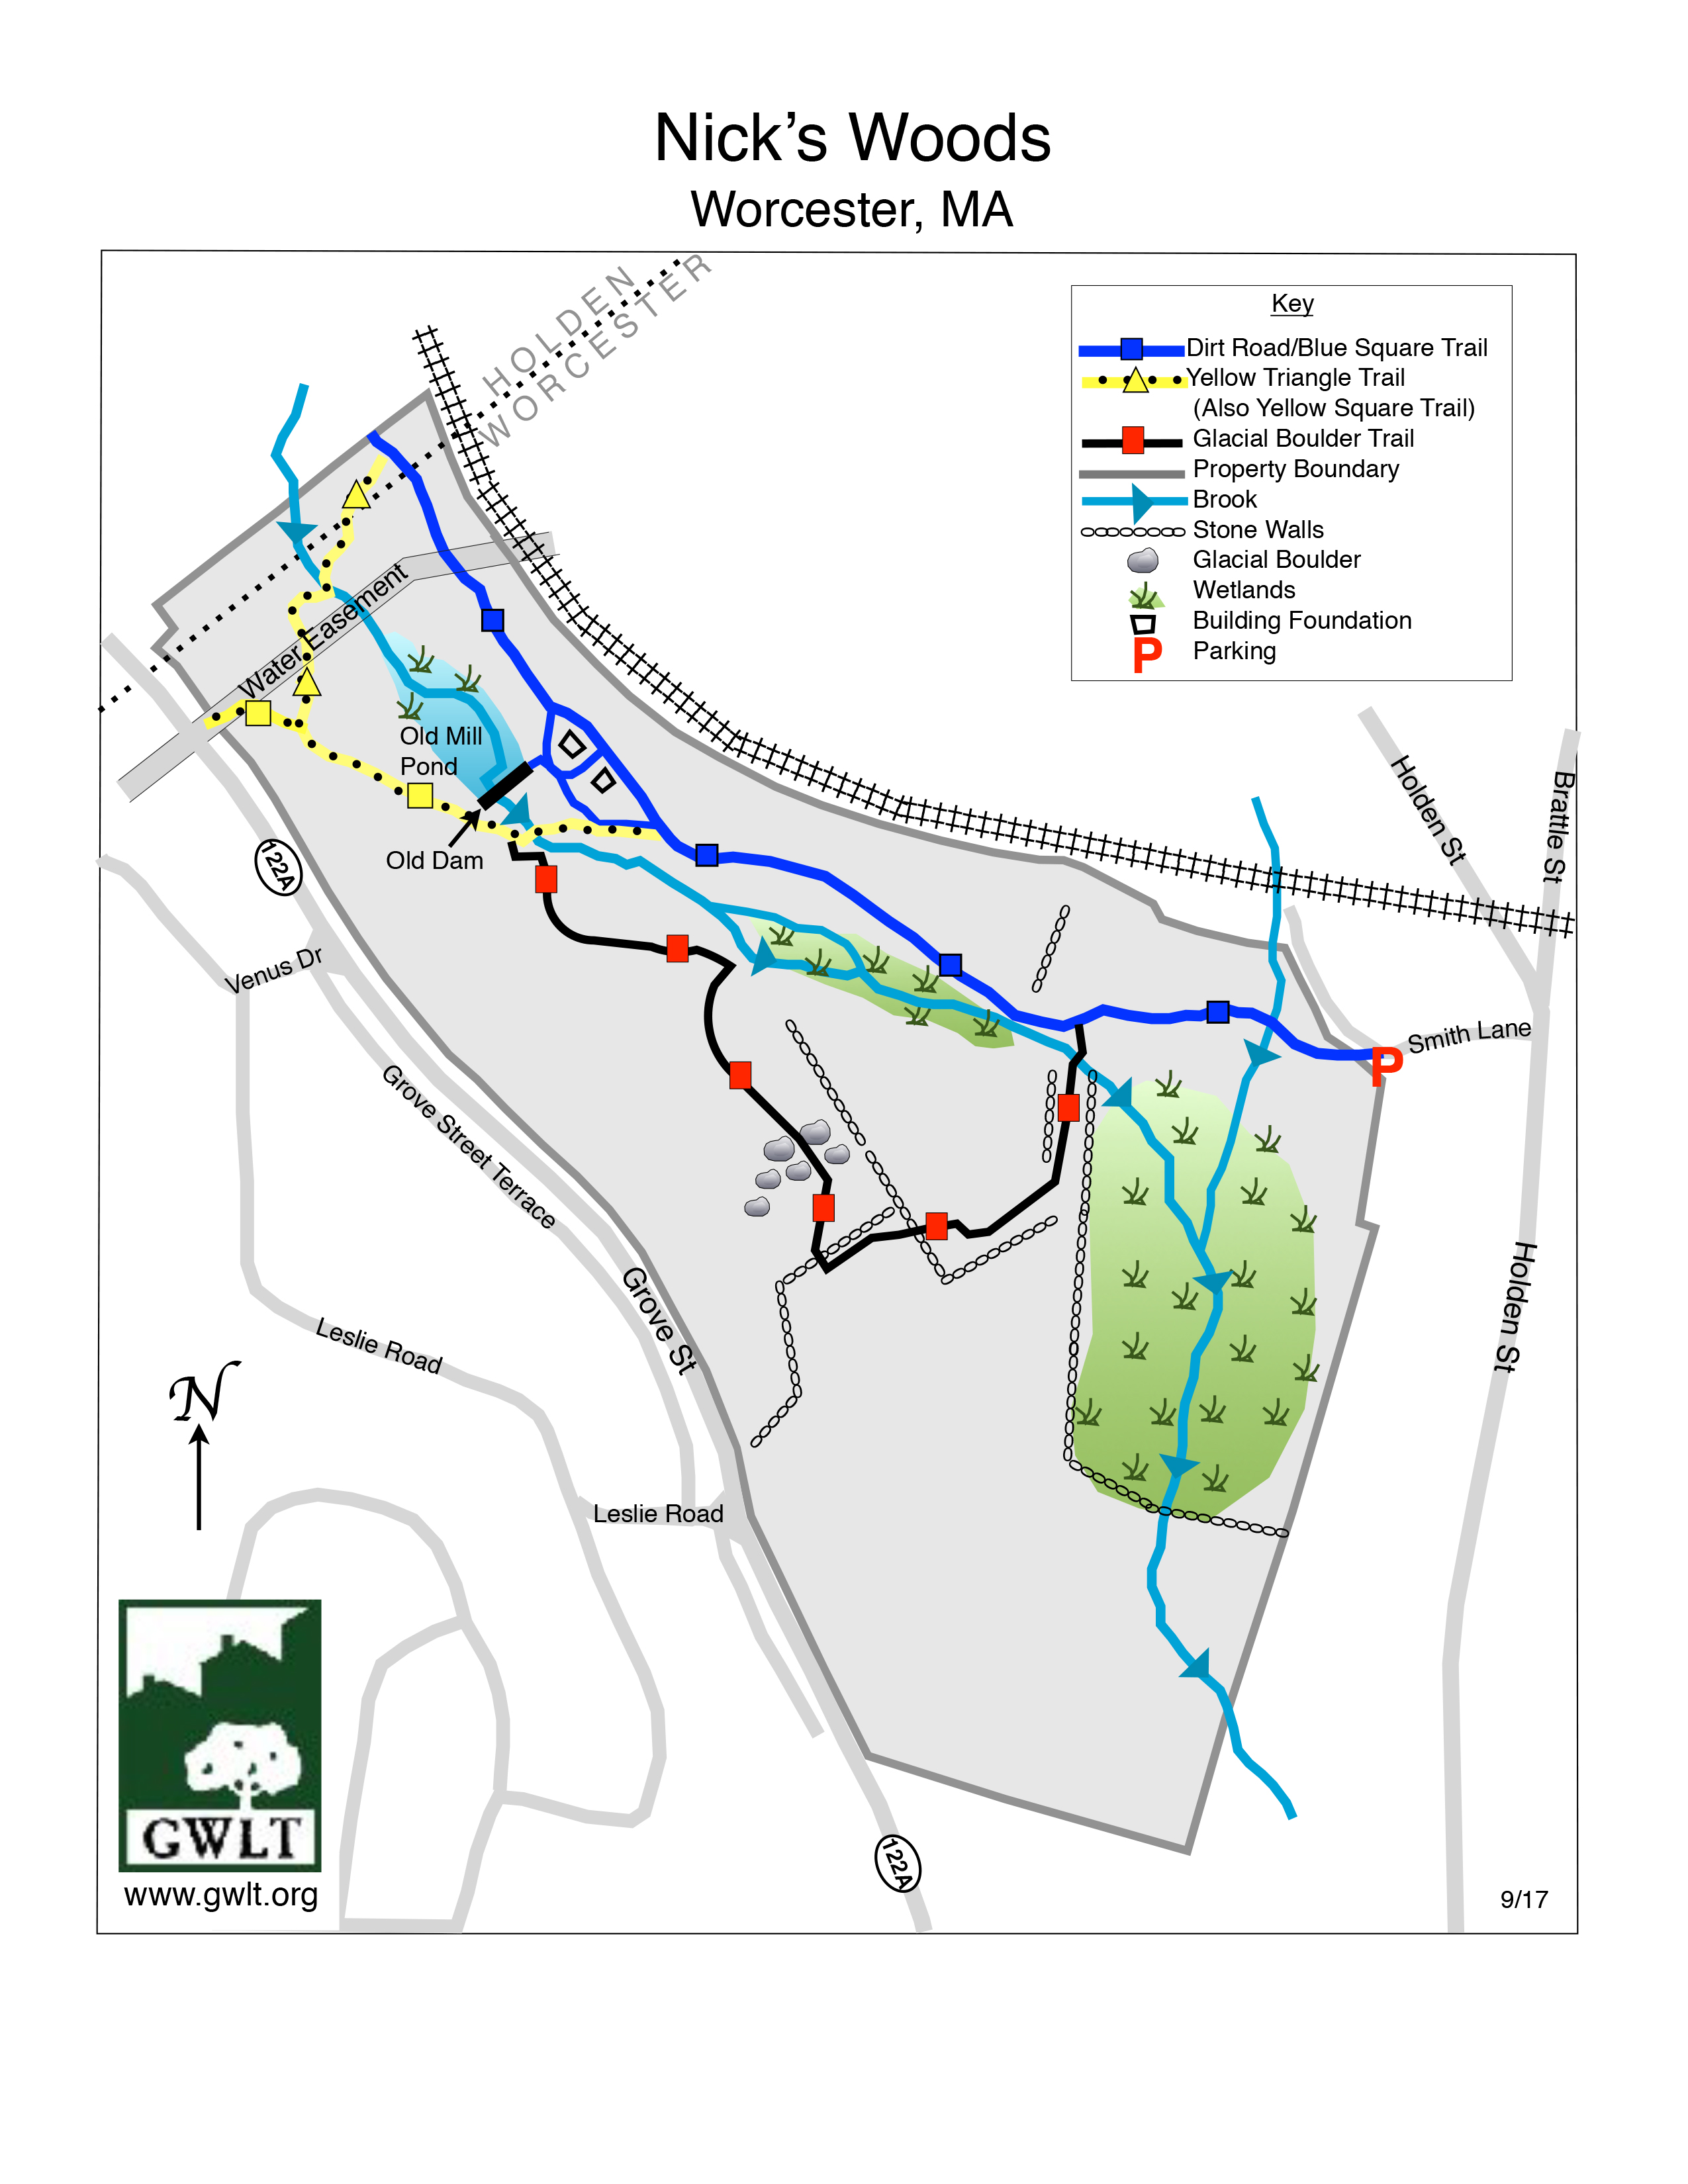 Nick's Woods
Worcester, MA
HOLDEN
WORCESTER
Key
Dirt Road/Blue Square Trail
Yellow Triangle Trail
(Also Yellow Square Trail)
Glacial Boulder Trail
Property Boundary
Brook
Stone Walls
Glacial Boulder
Wetlands
Building Foundation
P Parking
Water Easement
Old Mill
Pond
Old Dam
122A
Venus Dr
Grove Street Terrace
Grove St
Leslie Road
Leslie Road
Holden St
Brattle St
Smith Lane
P
Holden St
N
GWLT
www.gwlt.org
122A
9/17